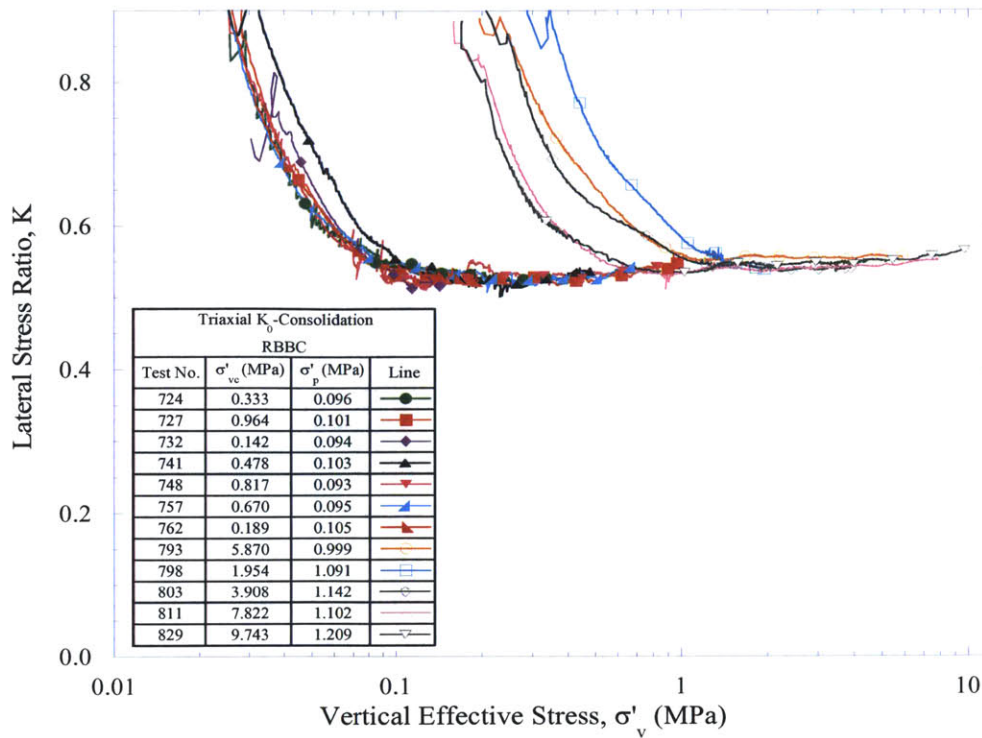 0.8
0.6
0.4
0.2
0.0
Lateral Stress Ratio, K
Triaxial K0-Consolidation
RBBC
Test No. σ'vc (MPa) σ'p (MPa) Line
724 0.333 0.096
727 0.964 0.101
732 0.142 0.094
741 0.478 0.103
748 0.817 0.093
757 0.670 0.095
762 0.189 0.105
793 5.870 0.999
798 1.954 1.091
803 3.908 1.142
811 7.822 1.102
829 9.743 1.209
0.01 0.1 1 10
Vertical Effective Stress, σ'v (MPa)